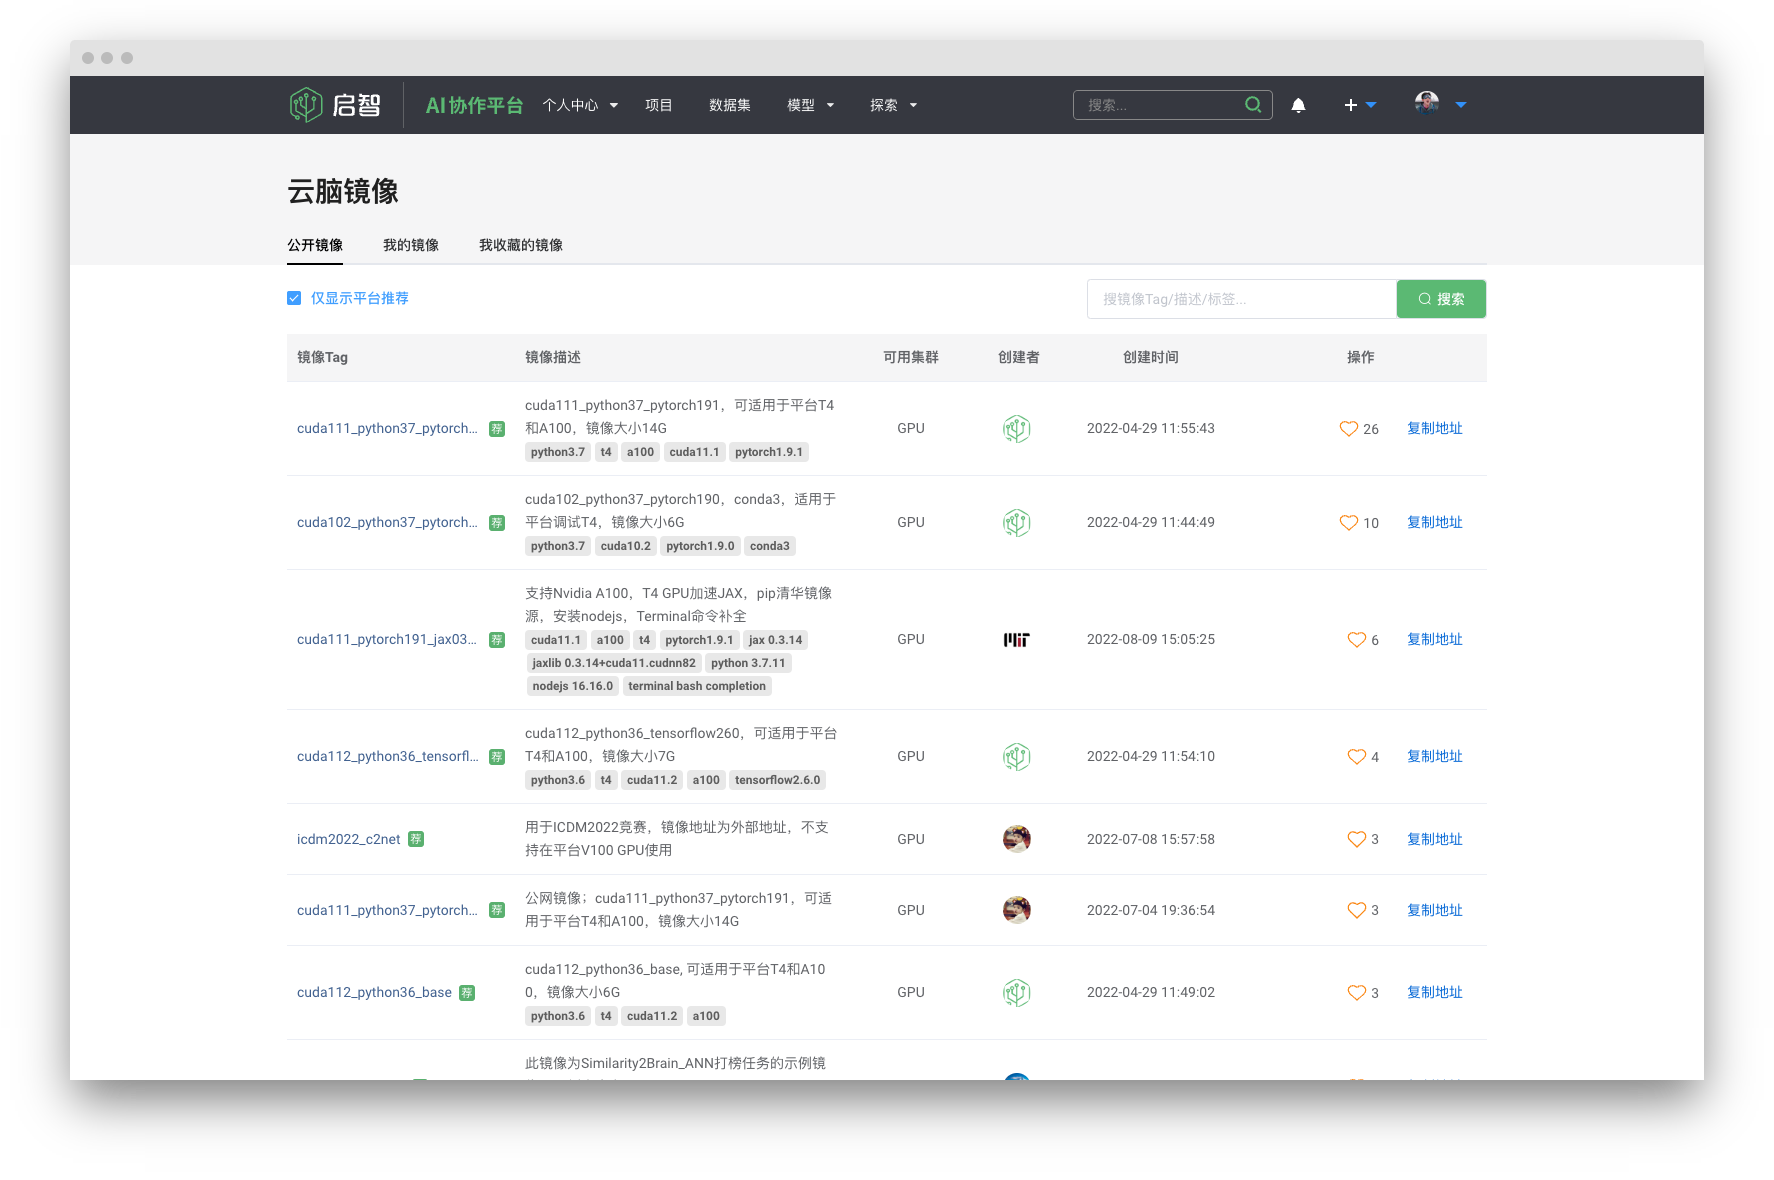 启智 AI协作平台 个人中心 项目 数据集 模型 探索 搜索...
云脑镜像
公开镜像 我的镜像 我收藏的镜像
仅显示平台推荐 搜镜像Tag/描述/标签... 搜索
镜像Tag 镜像描述 可用集群 创建者 创建时间 操作
cuda111_python37_pytorch191，可适用于平台T4
cuda111_python37_pytorch... 荐 和A100，镜像大小14G GPU 2022-04-29 11:55:43 26 复制地址
python3.7 t4 a100 cuda11.1 pytorch1.9.1
cuda102_python37_pytorch190，conda3，适用于
cuda102_python37_pytorch... 荐 平台调试T4，镜像大小6G GPU 2022-04-29 11:44:49 10 复制地址
python3.7 cuda10.2 pytorch1.9.0 conda3
支持Nvidia A100，T4 GPU加速JAX，pip清华镜像
源，安装nodejs，Terminal命令补全
cuda111_pytorch191_jax03... 荐 cuda11.1 a100 t4 pytorch1.9.1 jax 0.3.14 GPU MIT 2022-08-09 15:05:25 6 复制地址
jaxlib 0.3.14+cuda11.cudnn82 python 3.7.11
nodejs 16.16.0 terminal bash completion
cuda112_python36_tensorflow260，可适用于平台
cuda112_python36_tensorfl... 荐 T4和A100，镜像大小7G GPU 2022-04-29 11:54:10 4 复制地址
python3.6 t4 cuda11.2 a100 tensorflow2.6.0
用于ICDM2022竞赛，镜像地址为外部地址，不支
icdm2022_c2net 荐 持在平台V100 GPU使用 GPU 2022-07-08 15:57:58 3 复制地址
公网镜像；cuda111_python37_pytorch191，可适
cuda111_python37_pytorch... 荐 用于平台T4和A100，镜像大小14G GPU 2022-07-04 19:36:54 3 复制地址
cuda112_python36_base, 可适用于平台T4和A10
cuda112_python36_base 荐 0，镜像大小6G GPU 2022-04-29 11:49:02 3 复制地址
python3.6 t4 cuda11.2 a100
此镜像为Similarity2Brain_ANN打榜任务的示例镜